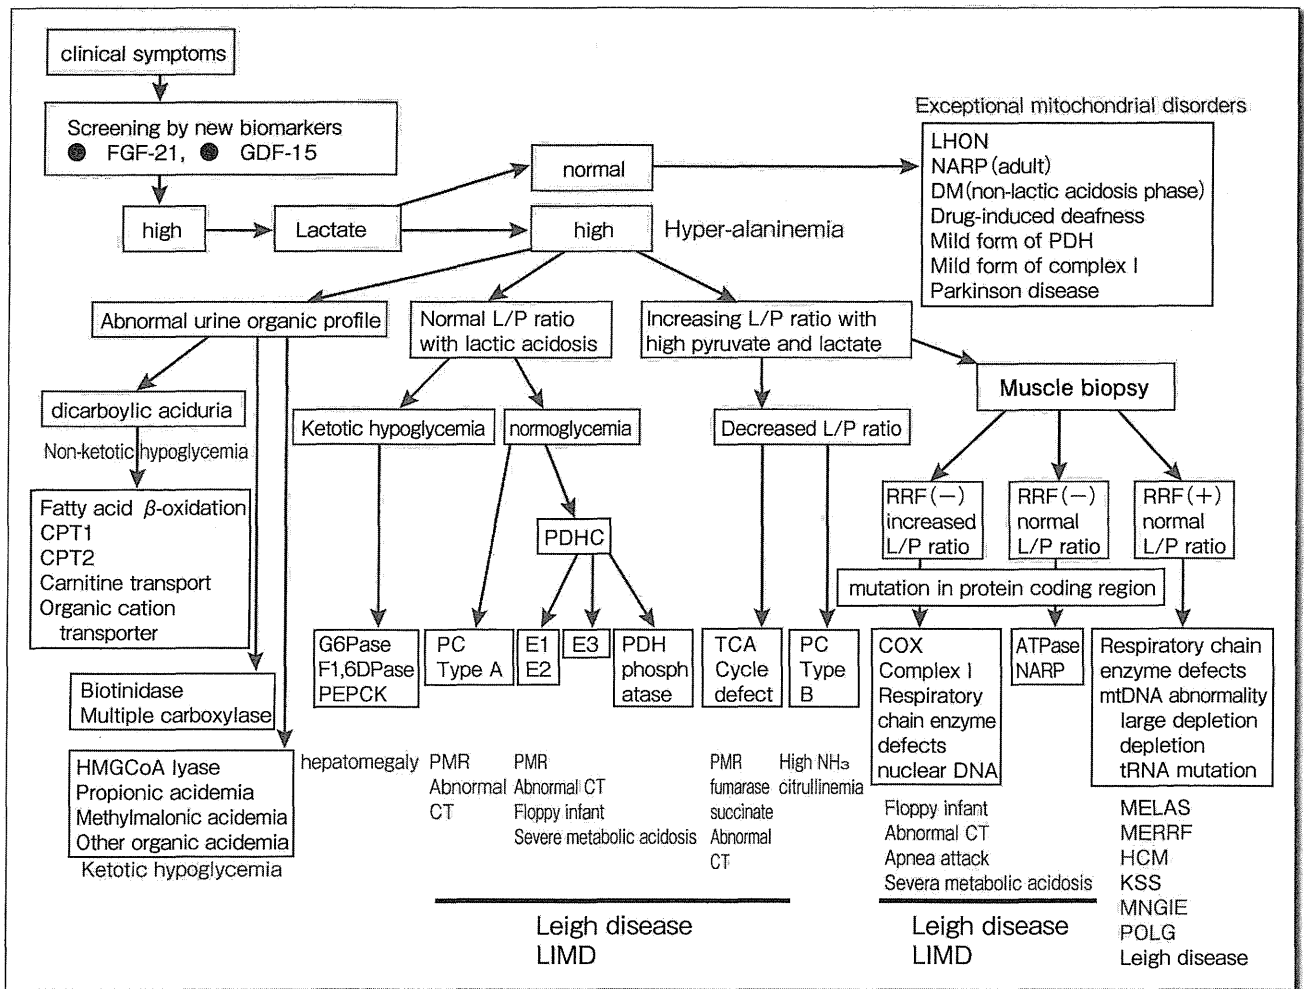 clinical symptoms
Screening by new biomarkers
● FGF-21, ● GDF-15
high
Lactate
normal
high
Hyper-alaninemia
Exceptional mitochondrial disorders
LHON
NARP (adult)
DM (non-lactic acidosis phase)
Drug-induced deafness
Mild form of PDH
Mild form of complex I
Parkinson disease
Abnormal urine organic profile
Normal L/P ratio
with lactic acidosis
Increasing L/P ratio with
high pyruvate and lactate
Muscle biopsy
dicarboylic aciduria
Non-ketotic hypoglycemia
Ketotic hypoglycemia
normoglycemia
Decreased L/P ratio
Fatty acid β-oxidation
CPT1
CPT2
Carnitine transport
Organic cation
transporter
PDHC
RRF (−)
increased
L/P ratio
RRF (−)
normal
L/P ratio
RRF (+)
normal
L/P ratio
mutation in protein coding region
Biotinidase
Multiple carboxylase
HMGCoA lyase
Propionic acidemia
Methylmalonic acidemia
Other organic acidemia
Ketotic hypoglycemia
G6Pase
F1,6DPase
PEPCK
hepatomegaly
PC
Type A
PMR
Abnormal
CT
E1
E2
E3
PDH
phosph
atase
PMR
Abnormal CT
Floppy infant
Severe metabolic acidosis
TCA
Cycle
defect
PMR
fumarase
succinate
Abnormal
CT
PC
Type
B
High NH₃
citrullinemia
Leigh disease
LIMD
COX
Complex I
Respiratory
chain enzyme
defects
nuclear DNA
Floppy infant
Abnormal CT
Apnea attack
Severa metabolic acidosis
Leigh disease
LIMD
ATPase
NARP
Respiratory chain
enzyme defects
mtDNA abnormality
large depletion
depletion
tRNA mutation
MELAS
MERRF
HCM
KSS
MNGIE
POLG
Leigh disease